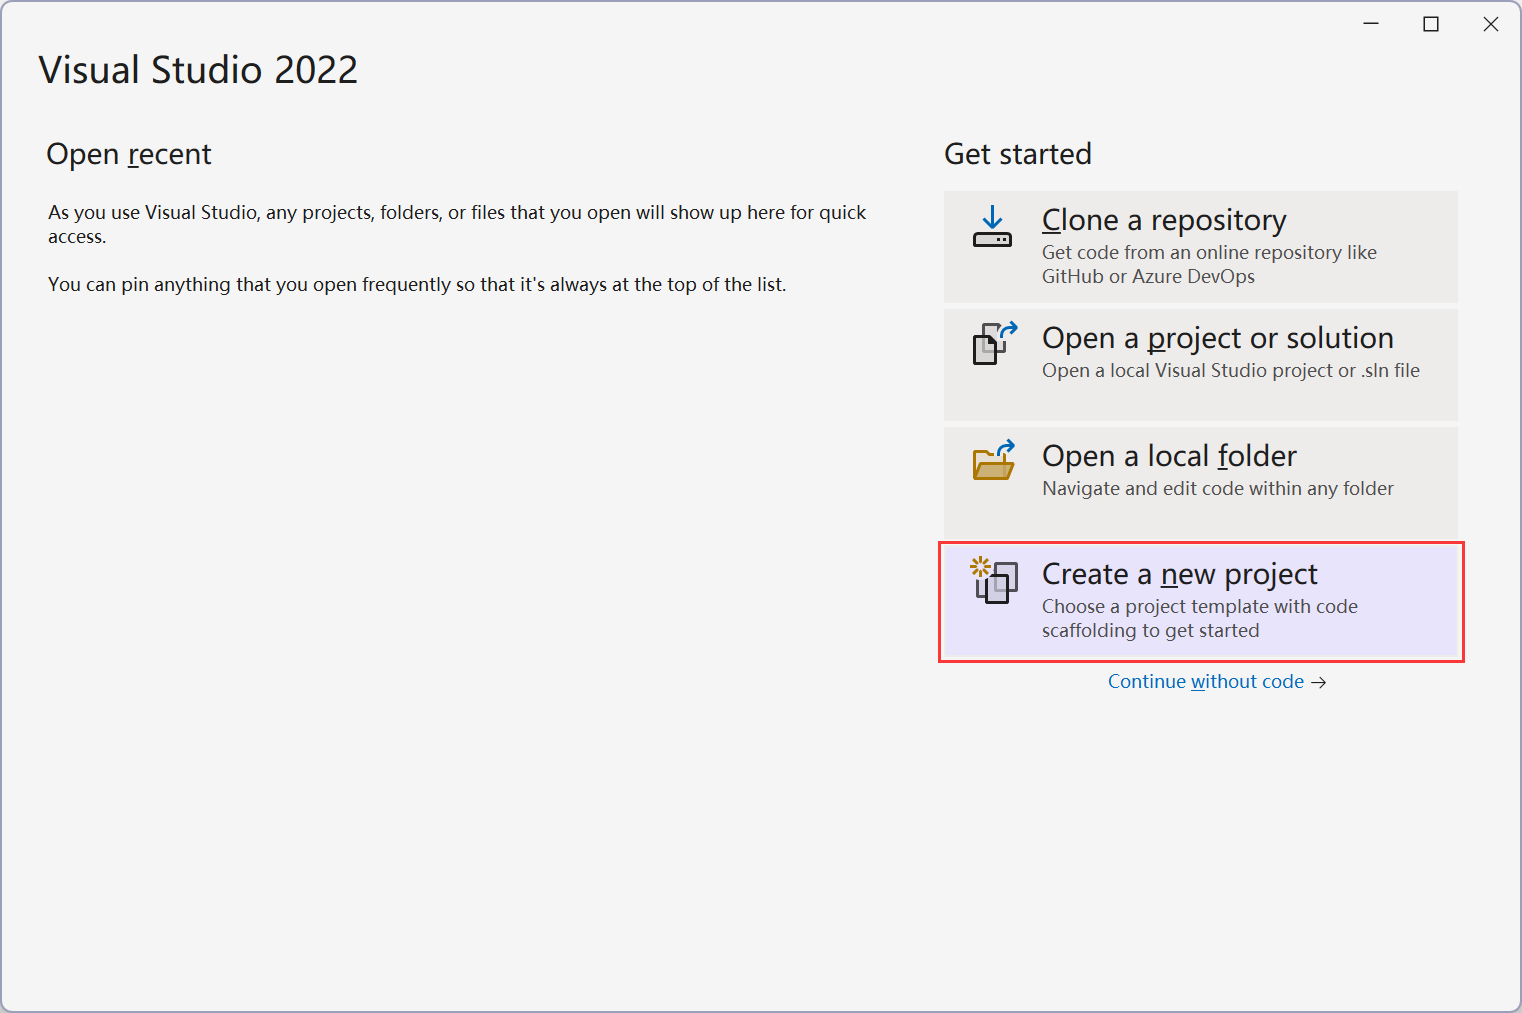 Visual Studio 2022
Open recent
As you use Visual Studio, any projects, folders, or files that you open will show up here for quick
access.
You can pin anything that you open frequently so that it's always at the top of the list.
Get started
Clone a repository
Get code from an online repository like
GitHub or Azure DevOps
Open a project or solution
Open a local Visual Studio project or .sln file
Open a local folder
Navigate and edit code within any folder
Create a new project
Choose a project template with code
scaffolding to get started
Continue without code →